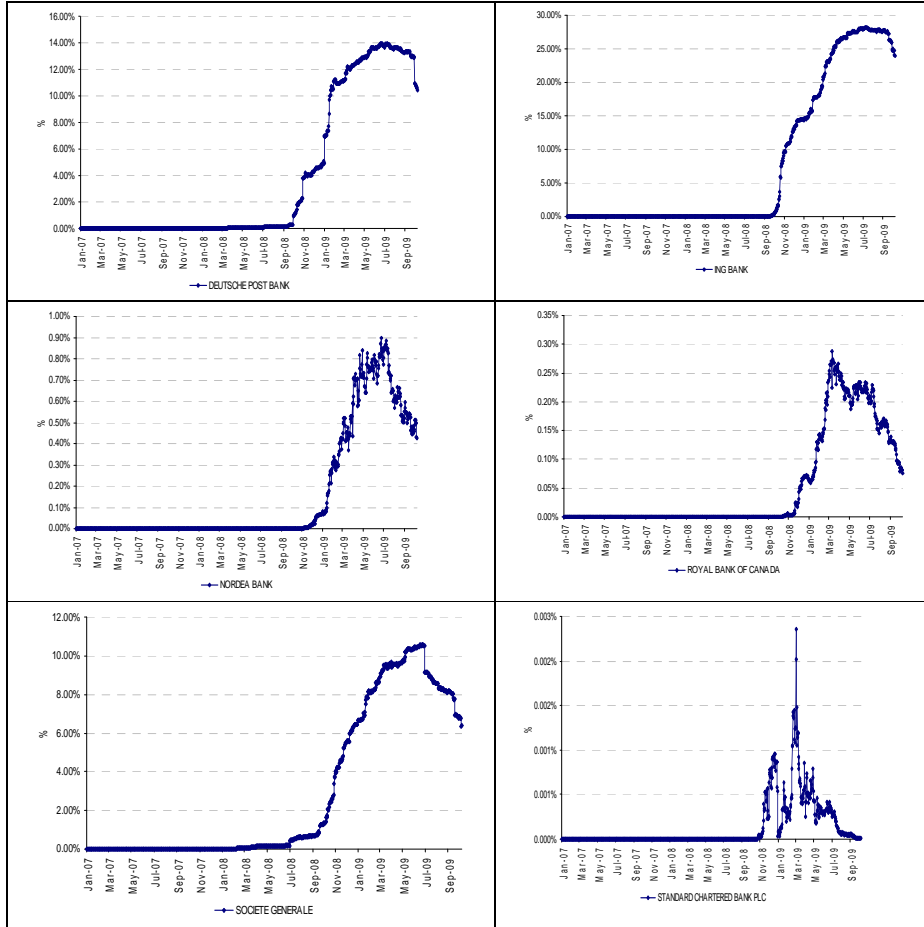 16.00%
14.00%
12.00%
10.00%
8.00%
6.00%
4.00%
2.00%
0.00%
%
Jan-07
Mar-07
May-07
Jul-07
Sep-07
Nov-07
Jan-08
Mar-08
May-08
Jul-08
Sep-08
Nov-08
Jan-09
Mar-09
May-09
Jul-09
Sep-09
DEUTSCHE POST BANK
30.00%
25.00%
20.00%
15.00%
10.00%
5.00%
0.00%
%
Jan-07
Mar-07
May-07
Jul-07
Sep-07
Nov-07
Jan-08
Mar-08
May-08
Jul-08
Sep-08
Nov-08
Jan-09
Mar-09
May-09
Jul-09
Sep-09
ING BANK
1.00%
0.90%
0.80%
0.70%
0.60%
0.50%
0.40%
0.30%
0.20%
0.10%
0.00%
%
Jan-07
Mar-07
May-07
Jul-07
Sep-07
Nov-07
Jan-08
Mar-08
May-08
Jul-08
Sep-08
Nov-08
Jan-09
Mar-09
May-09
Jul-09
Sep-09
NORDEA BANK
0.35%
0.30%
0.25%
0.20%
0.15%
0.10%
0.05%
0.00%
%
Jan-07
Mar-07
May-07
Jul-07
Sep-07
Nov-07
Jan-08
Mar-08
May-08
Jul-08
Sep-08
Nov-08
Jan-09
Mar-09
May-09
Jul-09
Sep-09
ROYAL BANK OF CANADA
12.00%
10.00%
8.00%
6.00%
4.00%
2.00%
0.00%
%
Jan-07
Mar-07
May-07
Jul-07
Sep-07
Nov-07
Jan-08
Mar-08
May-08
Jul-08
Sep-08
Nov-08
Jan-09
Mar-09
May-09
Jul-09
Sep-09
SOCIETE GENERALE
0.003%
0.002%
0.002%
0.001%
0.001%
0.000%
%
Jan-07
Mar-07
May-07
Jul-07
Sep-07
Nov-07
Jan-08
Mar-08
May-08
Jul-08
Sep-08
Nov-08
Jan-09
Mar-09
May-09
Jul-09
Sep-09
STANDARD CHARTERED BANK PLC